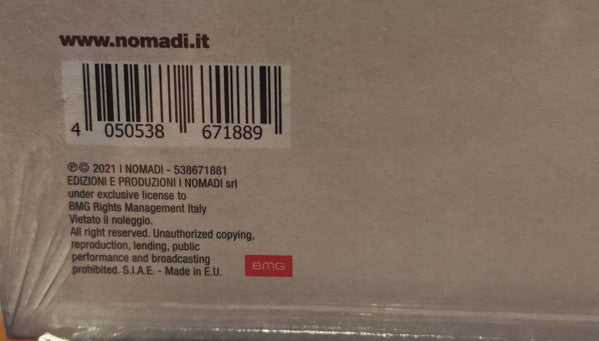 www.nomadi.it
4 050538 671889
℗© 2021 I NOMADI - 538671881
EDIZIONI E PRODUZIONI I NOMADI srl
under exclusive license to
BMG Rights Management Italy
Vietato il noleggio.
All right reserved. Unauthorized copying,
reproduction, lending, public
performance and broadcasting
prohibited. S.I.A.E. - Made in E.U.
BMG